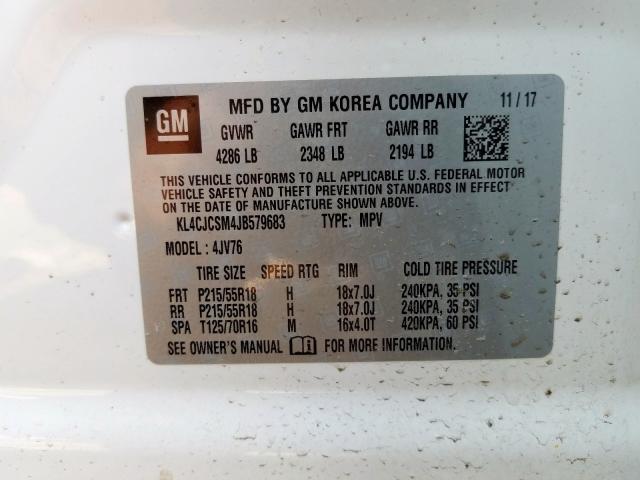 GM MFD BY GM KOREA COMPANY 11/17
GVWR GAWR FRT GAWR RR
4286 LB 2348 LB 2194 LB
THIS VEHICLE CONFORMS TO ALL APPLICABLE U.S. FEDERAL MOTOR
VEHICLE SAFETY AND THEFT PREVENTION STANDARDS IN EFFECT
ON THE DATE OF MANUFACTURE SHOWN ABOVE.
KL4CJCSM4JB579683 TYPE: MPV
MODEL: 4JV76
TIRE SIZE SPEED RTG RIM COLD TIRE PRESSURE
FRT P215/55R18 H 18x7.0J 240KPA, 35 PSI
RR P215/55R18 H 18x7.0J 240KPA, 35 PSI
SPA T125/70R16 M 16x4.0T 420KPA, 60 PSI
SEE OWNER'S MANUAL FOR MORE INFORMATION.